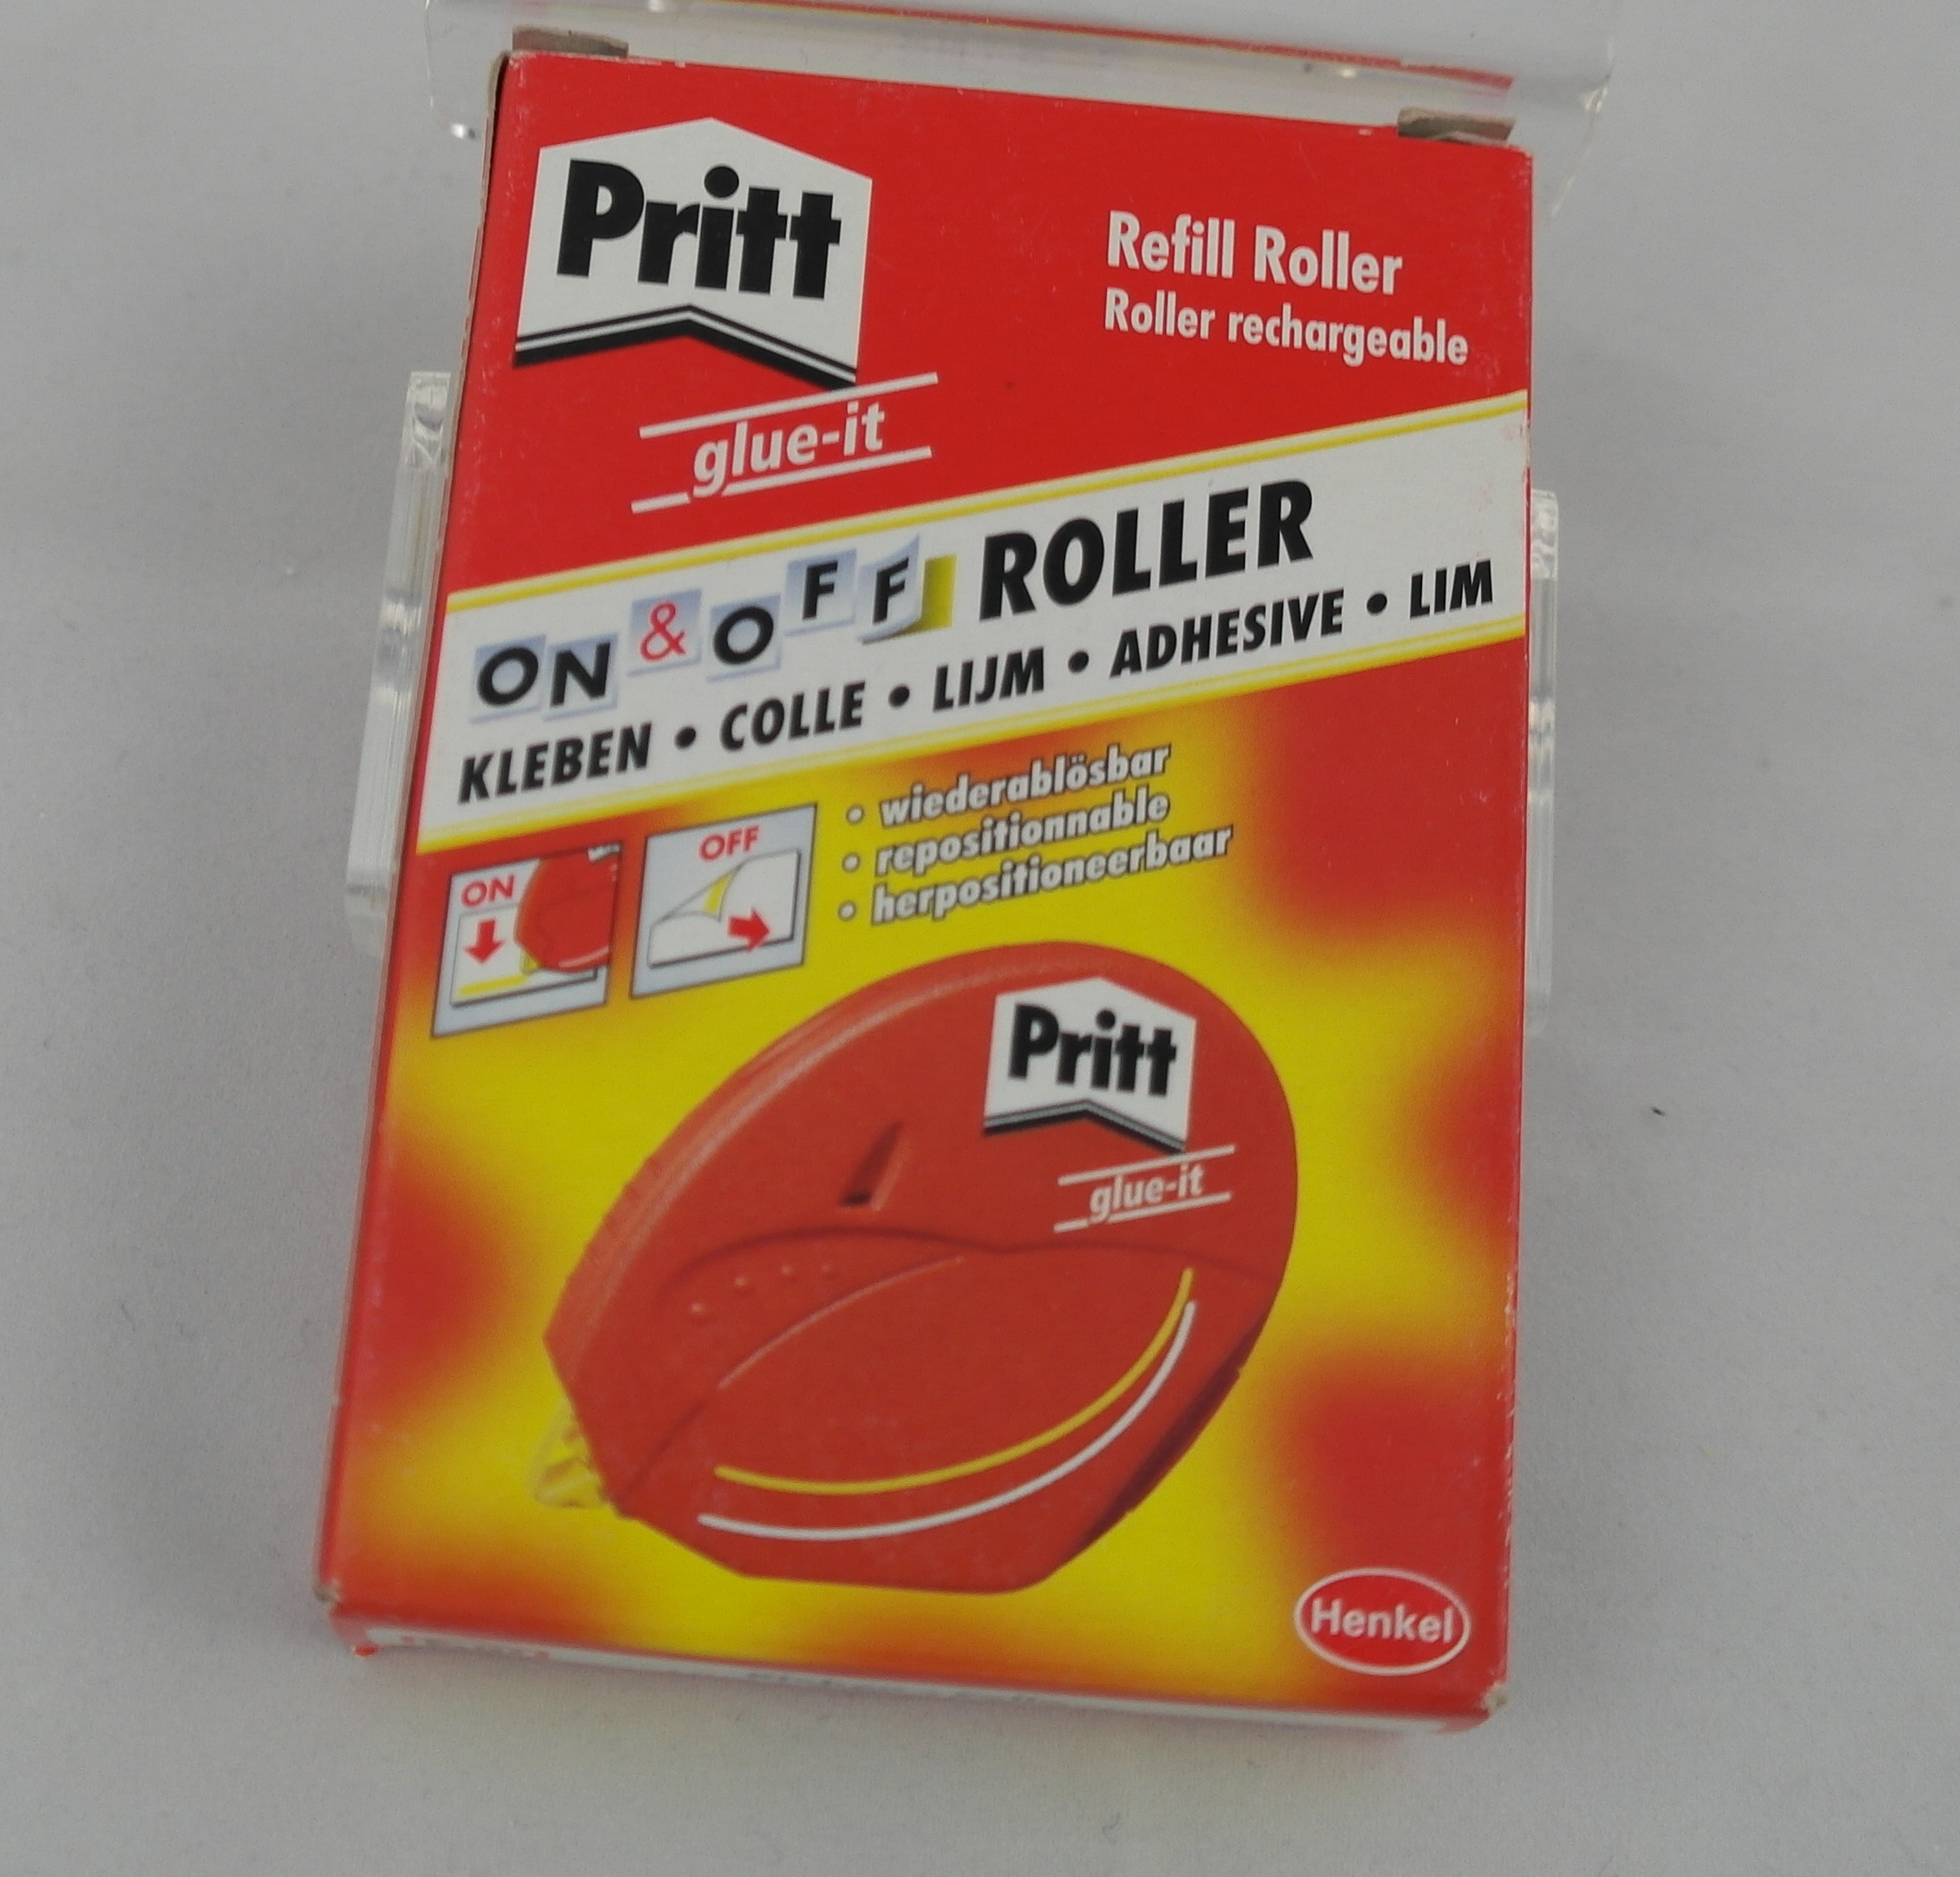 Pritt
glue-it
Refill Roller
Roller rechargeable
ON & OFF ROLLER
KLEBEN • COLLE • LIJM • ADHESIVE • LIM
ON
OFF
• wiederablösbar
• repositionnable
• herpositioneerbaar
Pritt
glue-it
Henkel